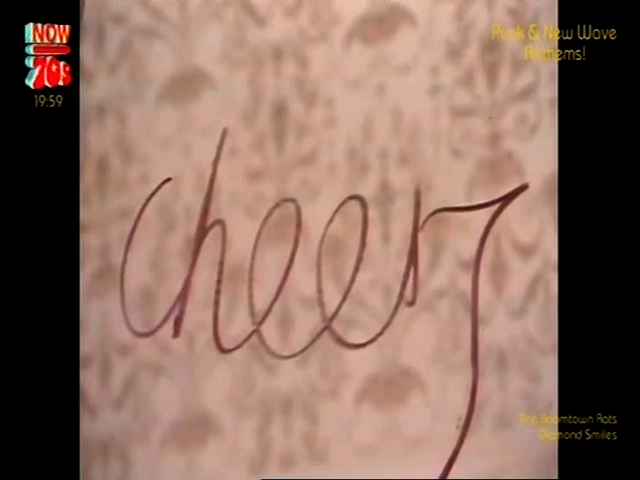 NOW
70s
19:59
Punk & New Wave
Anthems!
cheers
The Boomtown Rats
Diamond Smiles